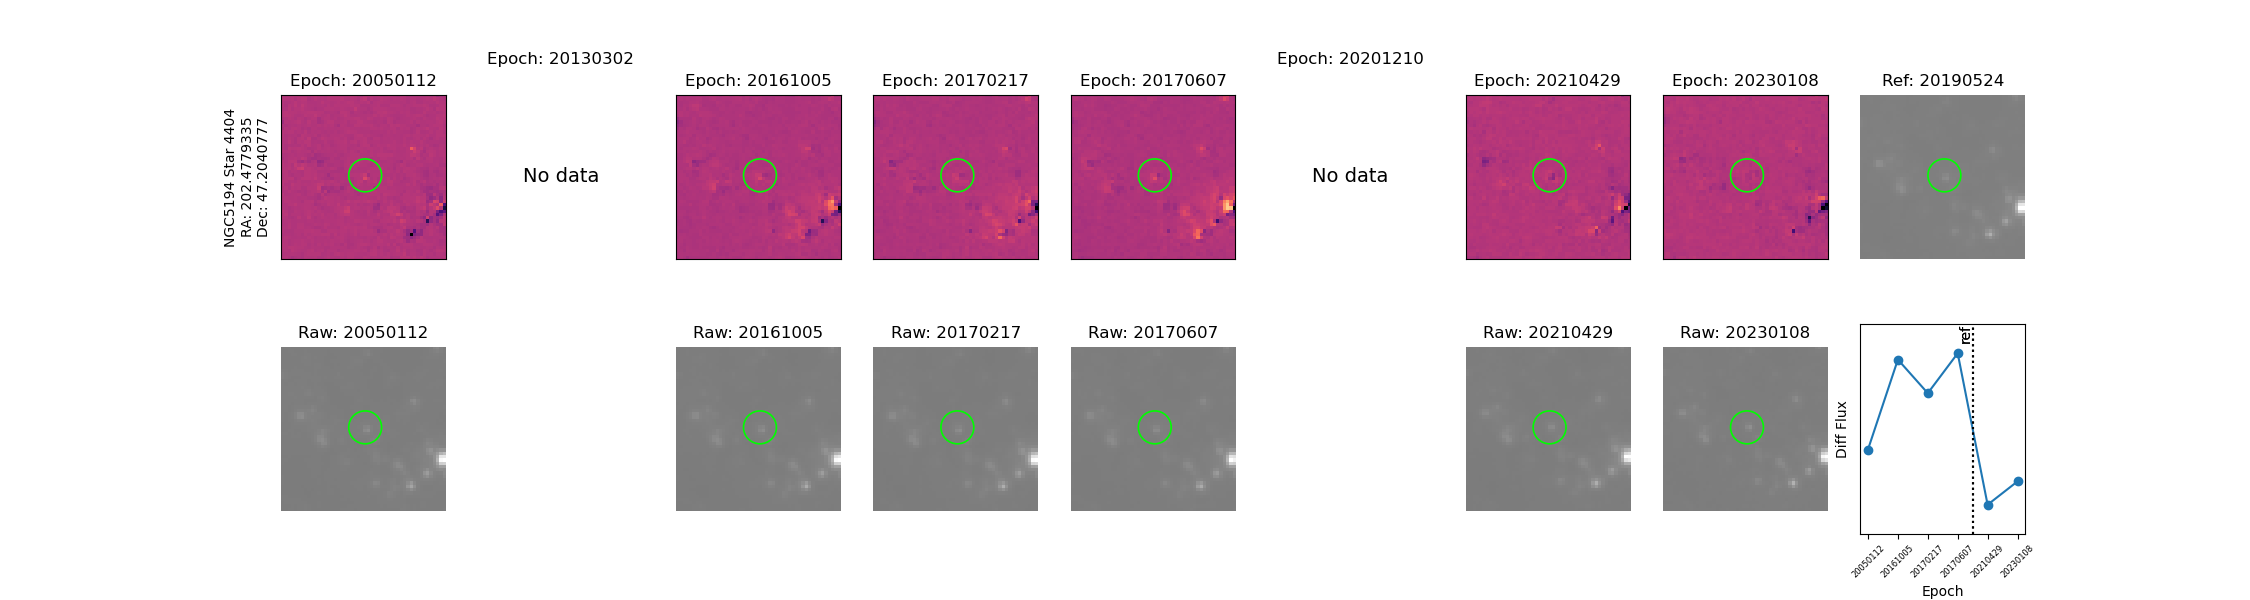 NGC5194 Star 4404
RA: 202.4779335
Dec: 47.2040777
Epoch: 20050112
Epoch: 20130302
No data
Epoch: 20161005
Epoch: 20170217
Epoch: 20170607
Epoch: 20201210
No data
Epoch: 20210429
Epoch: 20230108
Ref: 20190524
Raw: 20050112
Raw: 20161005
Raw: 20170217
Raw: 20170607
Raw: 20210429
Raw: 20230108
Diff Flux
ref
20050112
20161005
20170217
20170607
20210429
20230108
Epoch